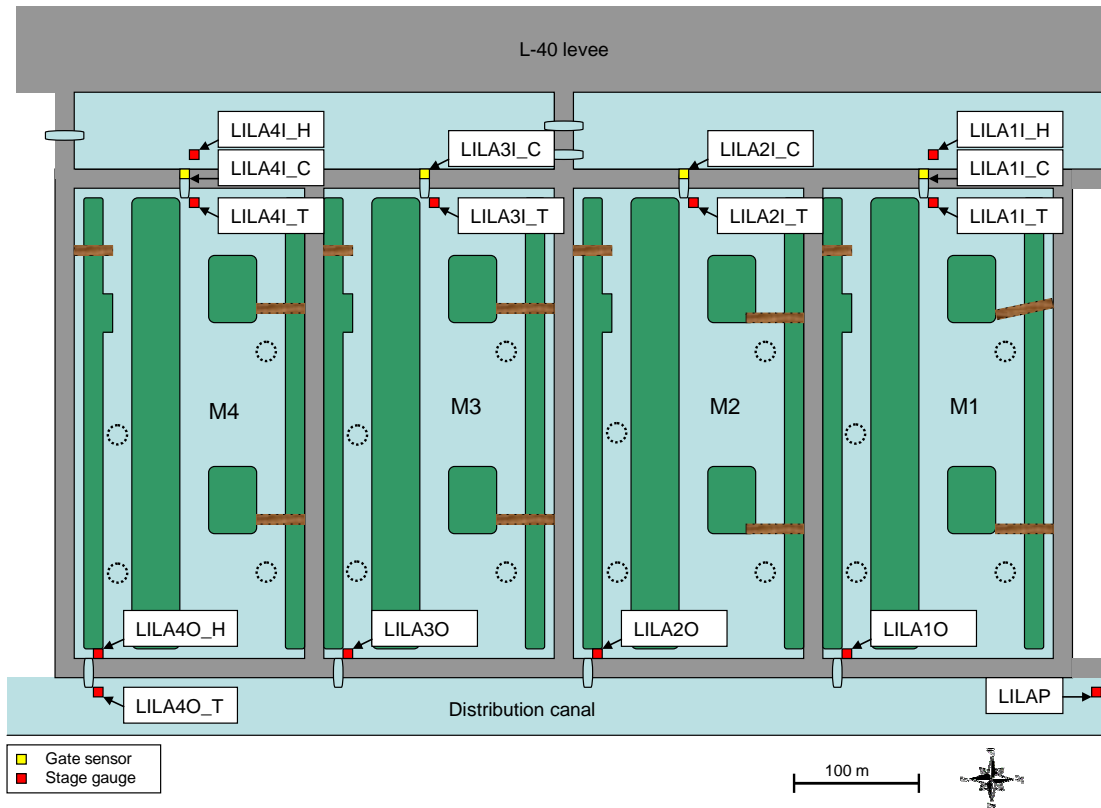 L-40 levee
LILA4I_H
LILA3I_C
LILA2I_C
LILA1I_H
LILA4I_C
LILA1I_C
LILA4I_T
LILA3I_T
LILA2I_T
LILA1I_T
M4
M3
M2
M1
LILA4O_H
LILA3O
LILA2O
LILA1O
LILA4O_T
Distribution canal
LILAP
Gate sensor
Stage gauge
100 m